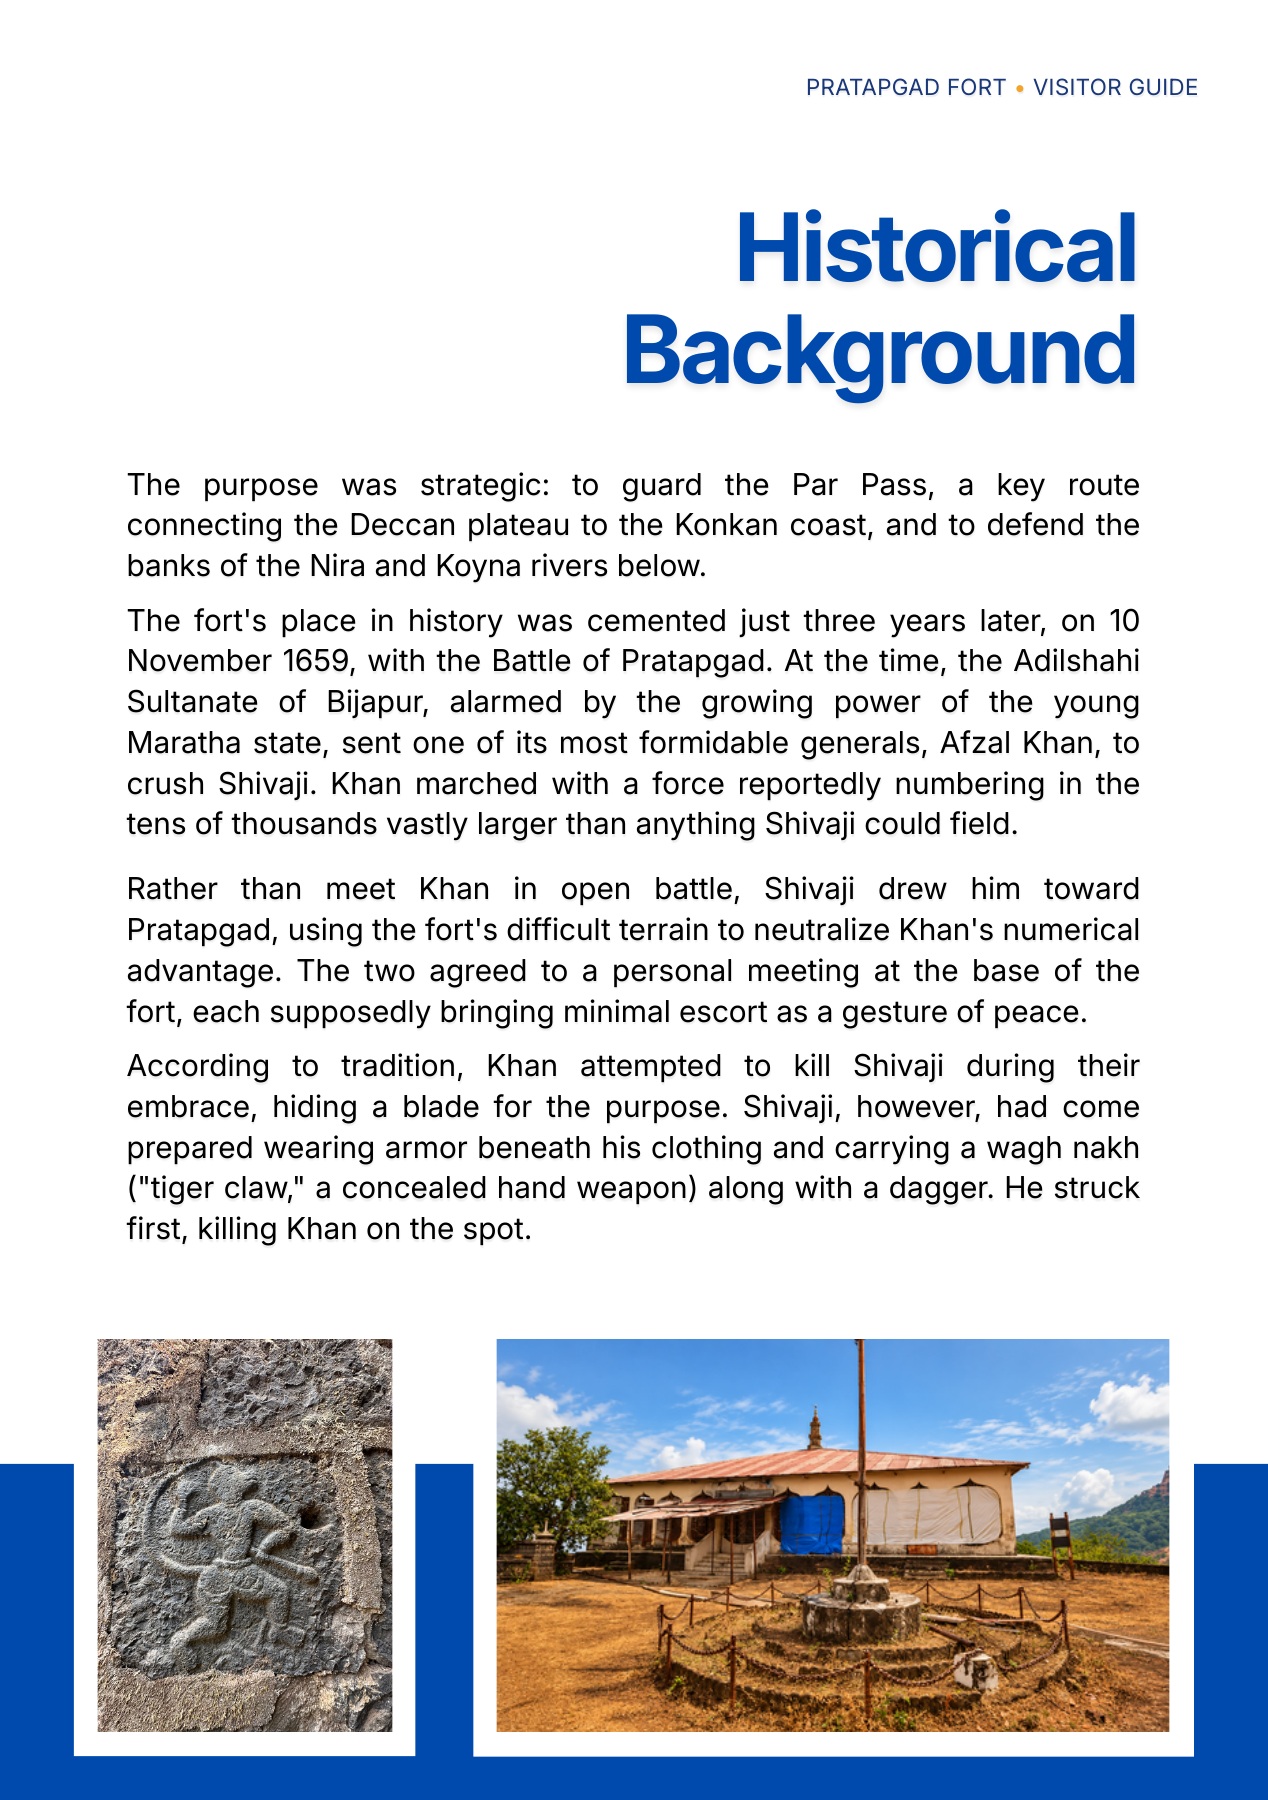 PRATAPGAD FORT • VISITOR GUIDE
Historical
Background
The purpose was strategic: to guard the Par Pass, a key route
connecting the Deccan plateau to the Konkan coast, and to defend the
banks of the Nira and Koyna rivers below.
The fort's place in history was cemented just three years later, on 10
November 1659, with the Battle of Pratapgad. At the time, the Adilshahi
Sultanate of Bijapur, alarmed by the growing power of the young
Maratha state, sent one of its most formidable generals, Afzal Khan, to
crush Shivaji. Khan marched with a force reportedly numbering in the
tens of thousands vastly larger than anything Shivaji could field.
Rather than meet Khan in open battle, Shivaji drew him toward
Pratapgad, using the fort's difficult terrain to neutralize Khan's numerical
advantage. The two agreed to a personal meeting at the base of the
fort, each supposedly bringing minimal escort as a gesture of peace.
According to tradition, Khan attempted to kill Shivaji during their
embrace, hiding a blade for the purpose. Shivaji, however, had come
prepared wearing armor beneath his clothing and carrying a wagh nakh
("tiger claw," a concealed hand weapon) along with a dagger. He struck
first, killing Khan on the spot.